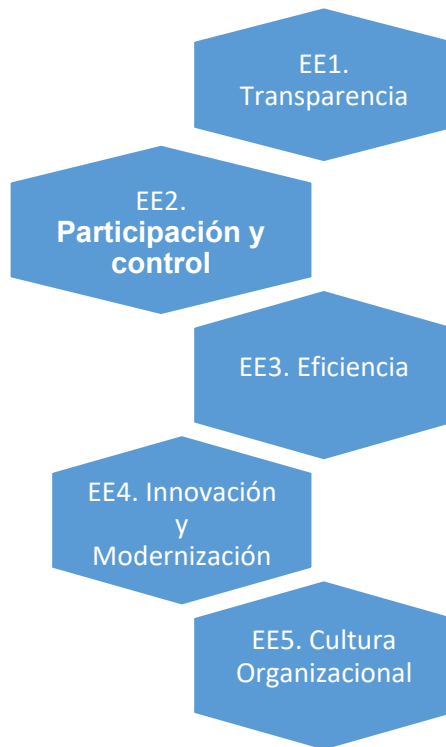 EE1.
Transparencia
EE2.
Participación y
control
EE3. Eficiencia
EE4. Innovación
y
Modernización
EE5. Cultura
Organizacional